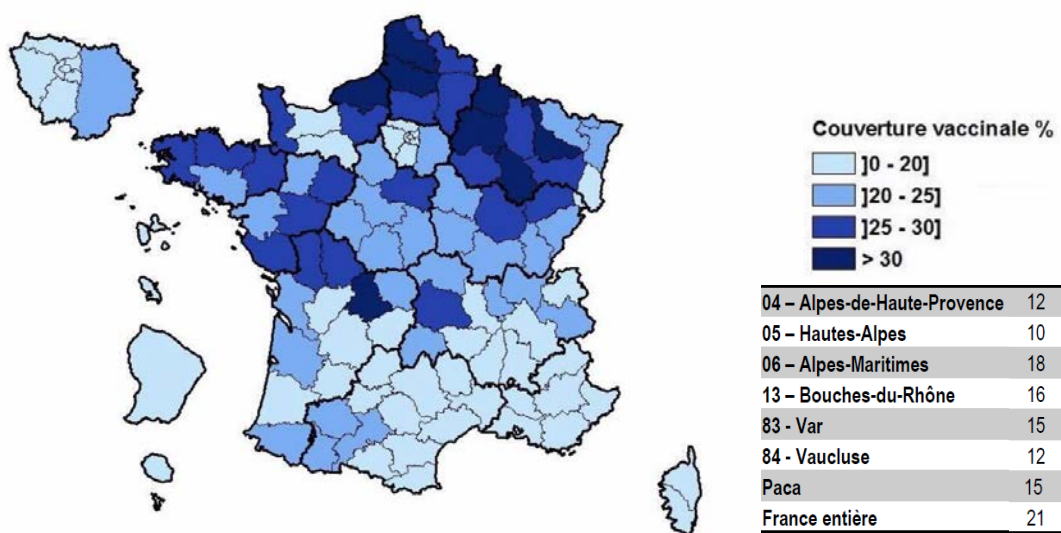 Couverture vaccinale %
]0 - 20]
]20 - 25]
]25 - 30]
> 30
04 – Alpes-de-Haute-Provence 12
05 – Hautes-Alpes 10
06 – Alpes-Maritimes 18
13 – Bouches-du-Rhône 16
83 - Var 15
84 - Vaucluse 12
Paca 15
France entière 21